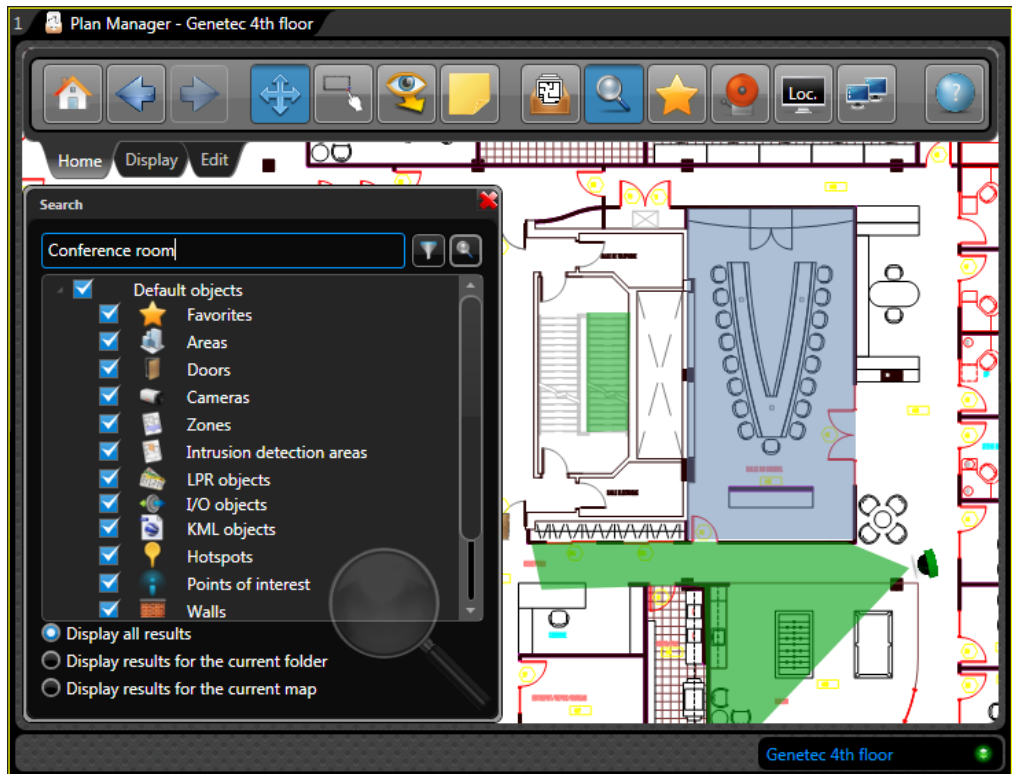 1 Plan Manager - Genetec 4th floor
Loc.
?
Home Display Edit
Search
Conference room
Default objects
Favorites
Areas
Doors
Cameras
Zones
Intrusion detection areas
LPR objects
I/O objects
KML objects
Hotspots
Points of interest
Walls
Display all results
Display results for the current folder
Display results for the current map
Genetec 4th floor